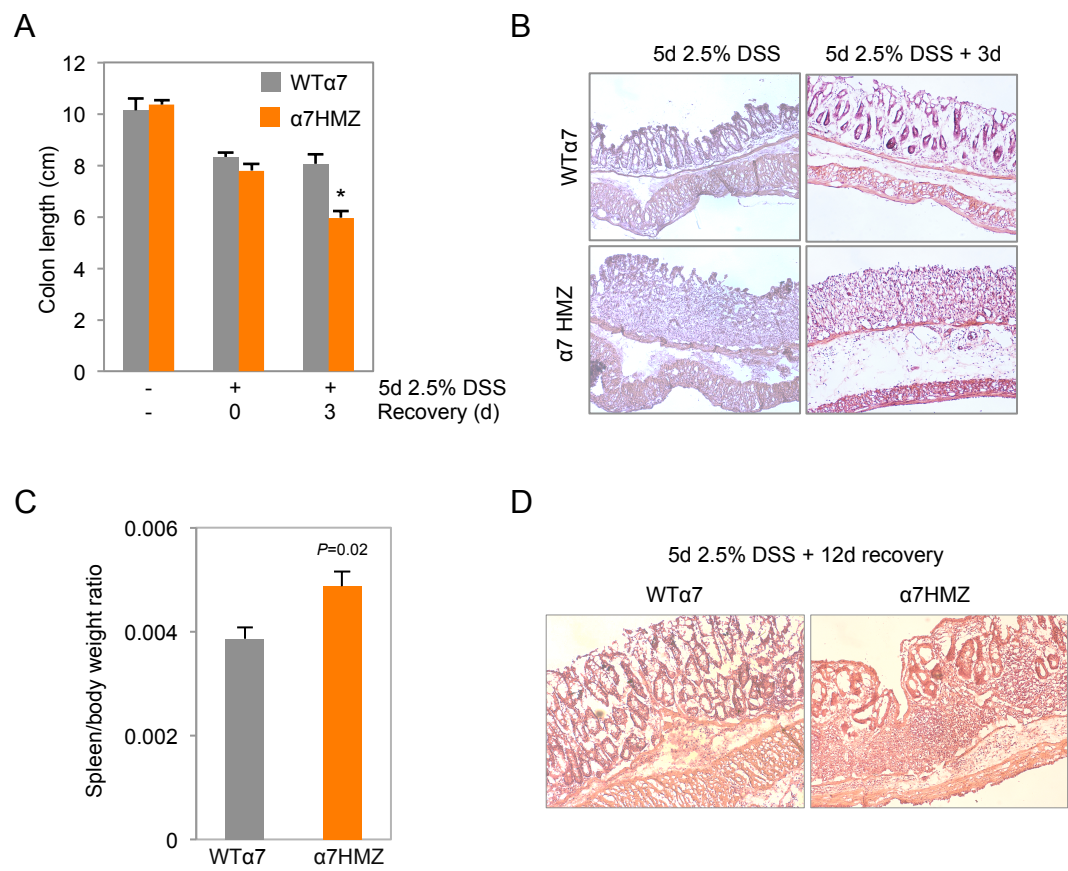 A
12
10
8
6
4
2
0
Colon length (cm)
WTα7
α7HMZ
*
- + + 5d 2.5% DSS
- 0 3 Recovery (d)
B
5d 2.5% DSS 5d 2.5% DSS + 3d
WTα7
α7 HMZ
C
0.006
0.004
0.002
0
Spleen/body weight ratio
P=0.02
WTα7 α7HMZ
D
5d 2.5% DSS + 12d recovery
WTα7 α7HMZ